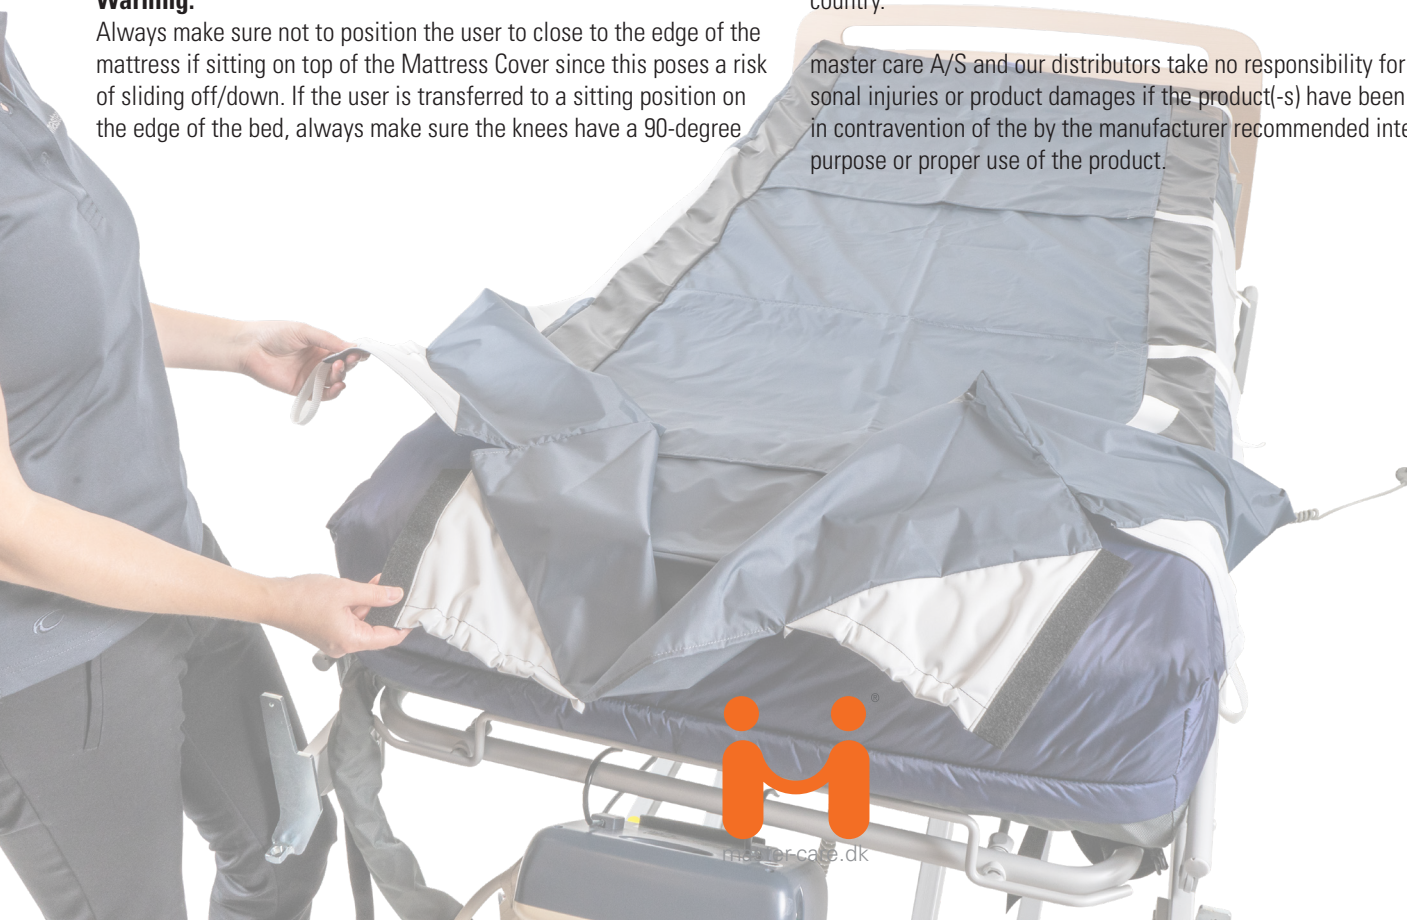 Warning:
Always make sure not to position the user to close to the edge of the
mattress if sitting on top of the Mattress Cover since this poses a risk
of sliding off/down. If the user is transferred to a sitting position on
the edge of the bed, always make sure the knees have a 90-degree
country.
master care A/S and our distributors take no responsibility for
sonal injuries or product damages if the product(-s) have been
in contravention of the by the manufacturer recommended inte
purpose or proper use of the product.
®
master-care.dk